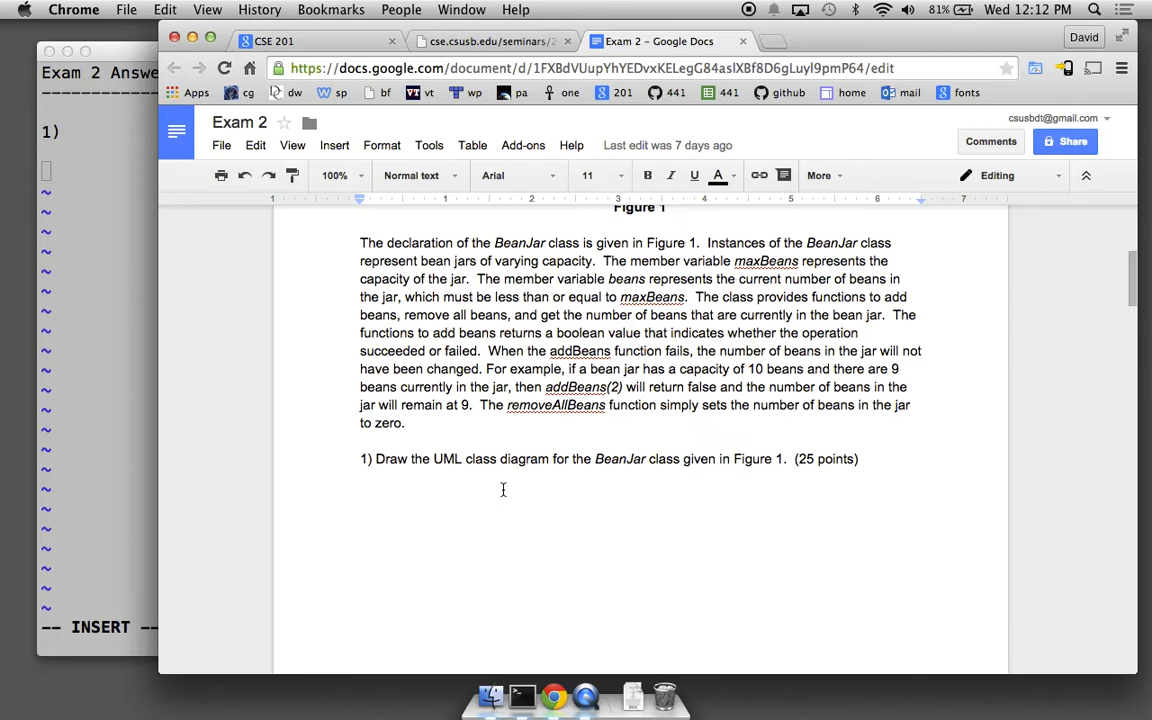 Chrome File Edit View History Bookmarks People Window Help 81% Wed 12:12 PM
Exam 2 Answe
1)
-- INSERT --
CSE 201 × cse.csusb.edu/seminars/2 × Exam 2 - Google Docs × David
https://docs.google.com/document/d/1FXBdVUupYhYEDvxKELegG84aslXBf8D6gLuyl9pmP64/edit
Apps cg dw sp bf vt wp pa one 201 441 441 github home mail fonts
Exam 2
csusbdt@gmail.com
File Edit View Insert Format Tools Table Add-ons Help Last edit was 7 days ago
Comments Share
100% Normal text Arial 11 B I U A More Editing
1 1 2 3 4 5 6 7
Figure 1
The declaration of the BeanJar class is given in Figure 1. Instances of the BeanJar class
represent bean jars of varying capacity. The member variable maxBeans represents the
capacity of the jar. The member variable beans represents the current number of beans in
the jar, which must be less than or equal to maxBeans. The class provides functions to add
beans, remove all beans, and get the number of beans that are currently in the bean jar. The
functions to add beans returns a boolean value that indicates whether the operation
succeeded or failed. When the addBeans function fails, the number of beans in the jar will not
have been changed. For example, if a bean jar has a capacity of 10 beans and there are 9
beans currently in the jar, then addBeans(2) will return false and the number of beans in the
jar will remain at 9. The removeAllBeans function simply sets the number of beans in the jar
to zero.
1) Draw the UML class diagram for the BeanJar class given in Figure 1. (25 points)